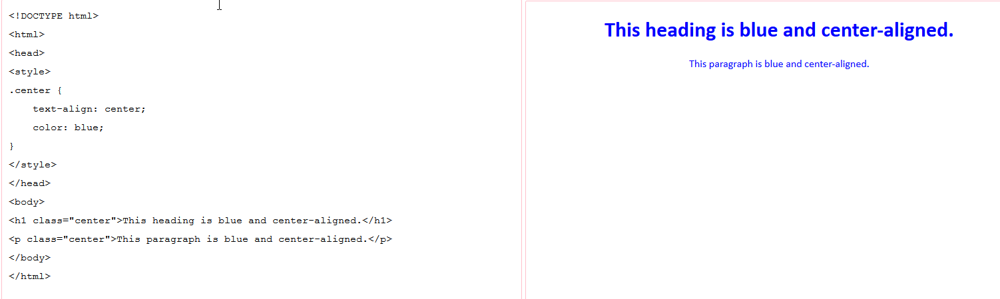 <!DOCTYPE html>
<html>
<head>
<style>
.center {
    text-align: center;
    color: blue;
}
</style>
</head>
<body>
<h1 class="center">This heading is blue and center-aligned.</h1>
<p class="center">This paragraph is blue and center-aligned.</p>
</body>
</html>
This heading is blue and center-aligned.
This paragraph is blue and center-aligned.